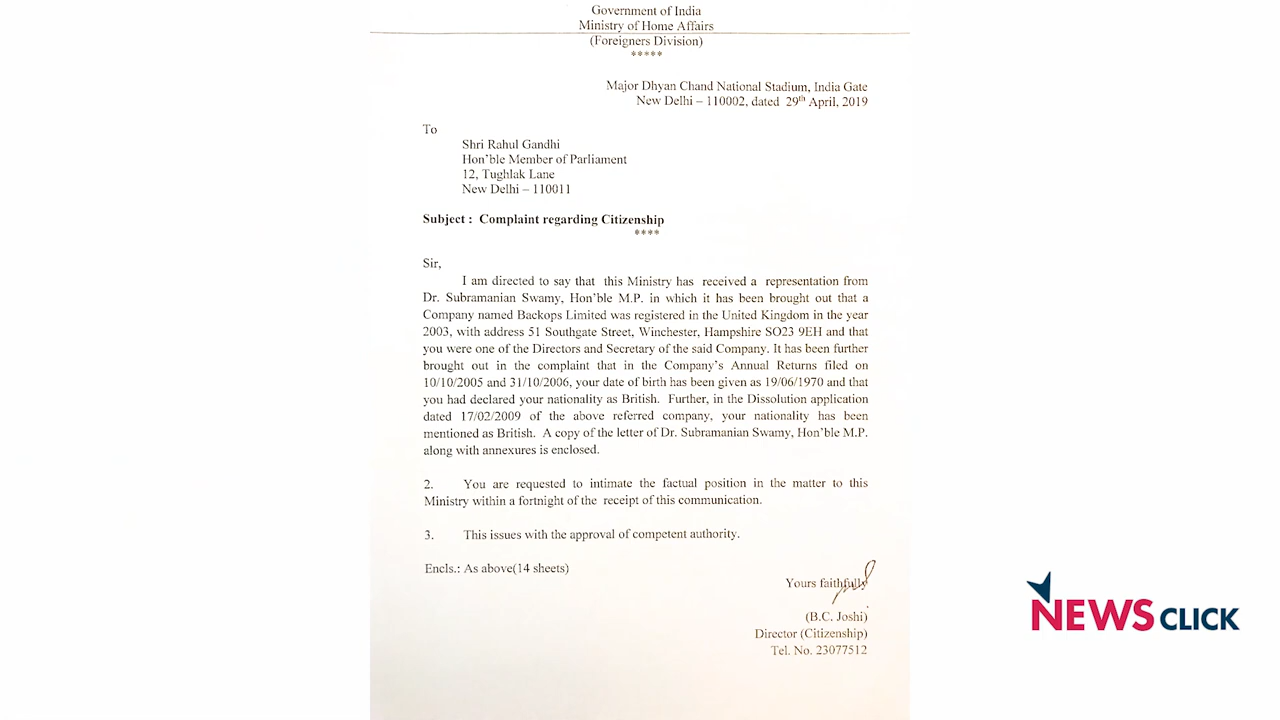 Government of India
Ministry of Home Affairs
(Foreigners Division)
*****
Major Dhyan Chand National Stadium, India Gate
New Delhi – 110002, dated 29th April, 2019
To
Shri Rahul Gandhi
Hon'ble Member of Parliament
12, Tughlak Lane
New Delhi – 110011
Subject : Complaint regarding Citizenship
****
Sir,
I am directed to say that this Ministry has received a representation from
Dr. Subramanian Swamy, Hon'ble M.P. in which it has been brought out that a
Company named Backops Limited was registered in the United Kingdom in the year
2003, with address 51 Southgate Street, Winchester, Hampshire SO23 9EH and that
you were one of the Directors and Secretary of the said Company. It has been further
brought out in the complaint that in the Company's Annual Returns filed on
10/10/2005 and 31/10/2006, your date of birth has been given as 19/06/1970 and that
you had declared your nationality as British. Further, in the Dissolution application
dated 17/02/2009 of the above referred company, your nationality has been
mentioned as British. A copy of the letter of Dr. Subramanian Swamy, Hon'ble M.P.
along with annexures is enclosed.
2. You are requested to intimate the factual position in the matter to this
Ministry within a fortnight of the receipt of this communication.
3. This issues with the approval of competent authority.
Encls.: As above(14 sheets)
Yours faithfully
(B.C. Joshi)
Director (Citizenship)
Tel. No. 23077512
NEWS CLICK